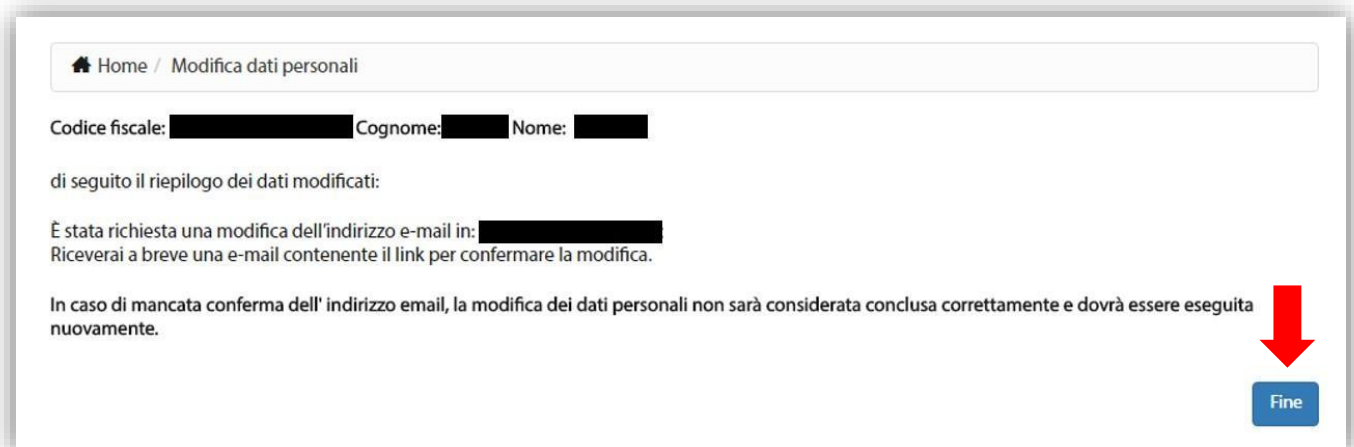 Home / Modifica dati personali
Codice fiscale: Cognome: Nome:
di seguito il riepilogo dei dati modificati:
È stata richiesta una modifica dell'indirizzo e-mail in:
Riceverai a breve una e-mail contenente il link per confermare la modifica.
In caso di mancata conferma dell' indirizzo email, la modifica dei dati personali non sarà considerata conclusa correttamente e dovrà essere eseguita
nuovamente.
Fine